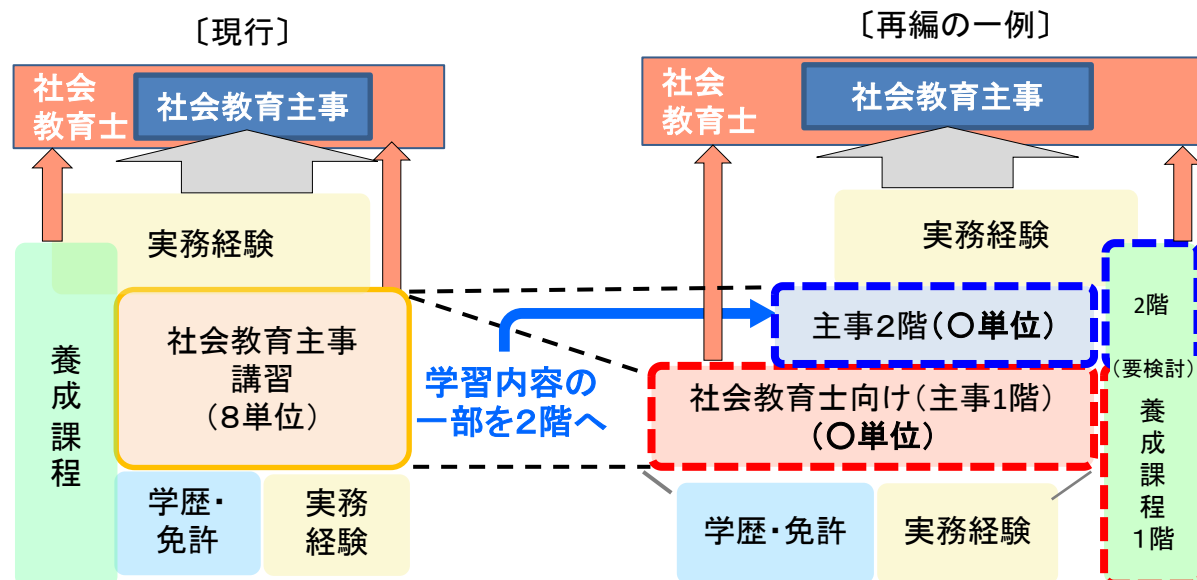 〔現行〕
社会
教育士
社会教育主事
実務経験
養成課程
社会教育主事
講習
（8単位）
学歴・
免許
実務
経験
学習内容の
一部を２階へ
〔再編の一例〕
社会
教育士
社会教育主事
実務経験
主事２階（〇単位）
社会教育士向け（主事１階）
（〇単位）
学歴・免許
実務経験
2階
（要検討）
養成課程
１階